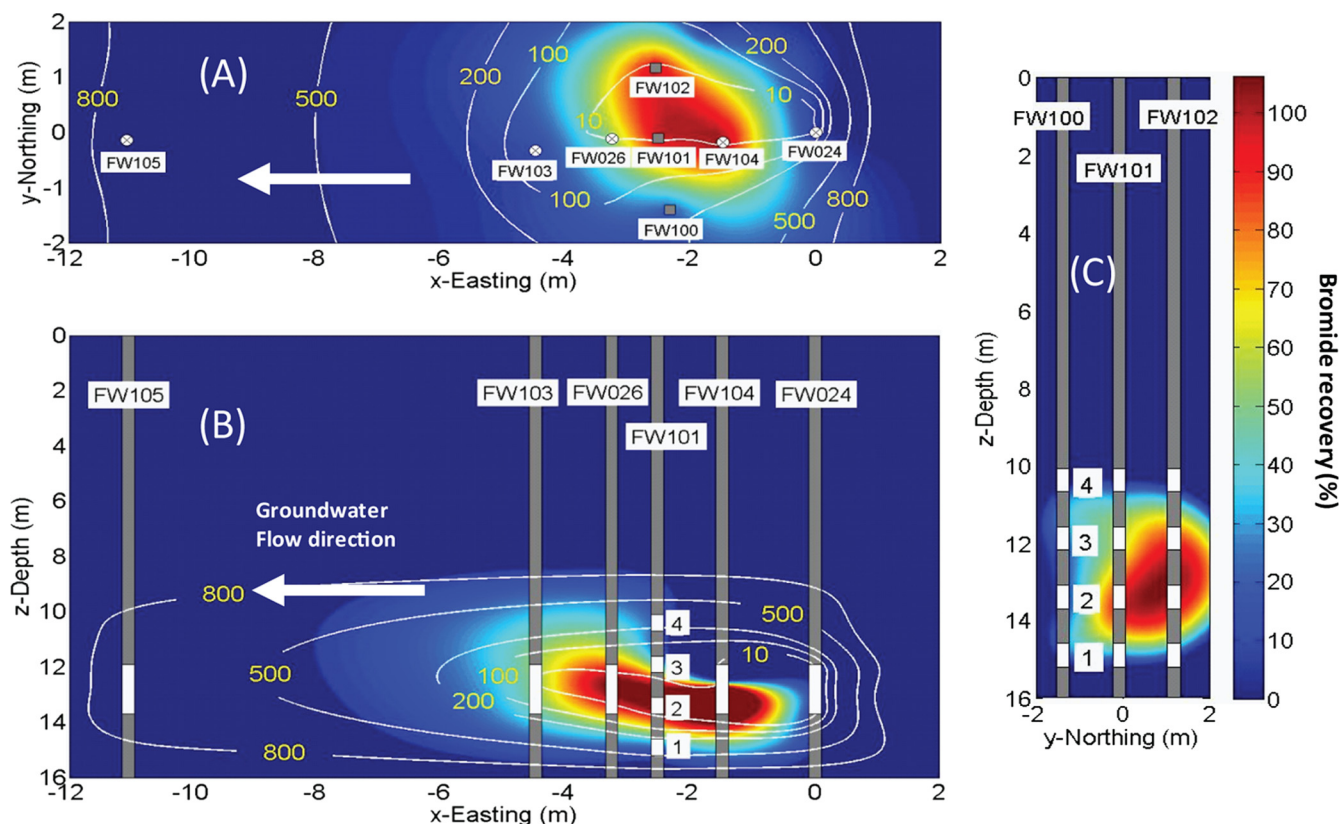 (A)
2
1
0
-1
-2
y-Northing (m)
800
500
200
100
200
10
10
100
500
800
FW102
FW105
FW103
FW026
FW101
FW104
FW024
FW100
-12
-10
-8
-6
-4
-2
0
2
x-Easting (m)
(B)
0
2
4
6
8
10
12
14
16
z-Depth (m)
FW105
FW103
FW026
FW101
FW104
FW024
Groundwater
Flow direction
800
500
500
10
100
200
800
4
3
2
1
-12
-10
-8
-6
-4
-2
0
2
x-Easting (m)
(C)
0
2
4
6
8
10
12
14
16
z-Depth (m)
FW100
FW102
FW101
4
3
2
1
-2
0
2
y-Northing (m)
100
90
80
70
60
50
40
30
20
10
0
Bromide recovery (%)